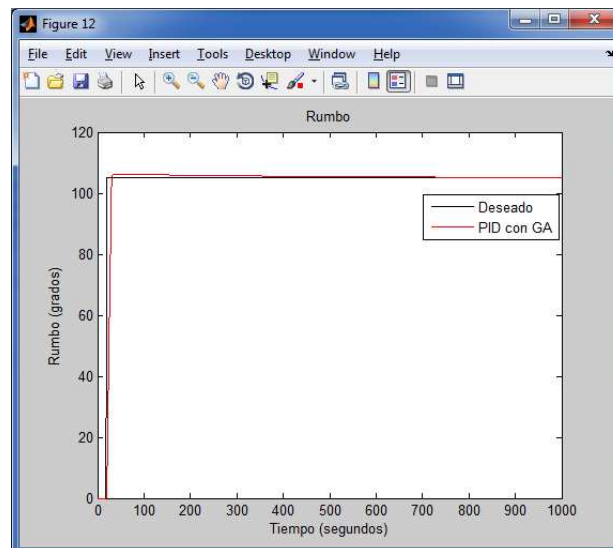 Figure 12
File Edit View Insert Tools Desktop Window Help
Rumbo
120
100
80
60
40
20
0
Rumbo (grados)
Deseado
PID con GA
0 100 200 300 400 500 600 700 800 900 1000
Tiempo (segundos)